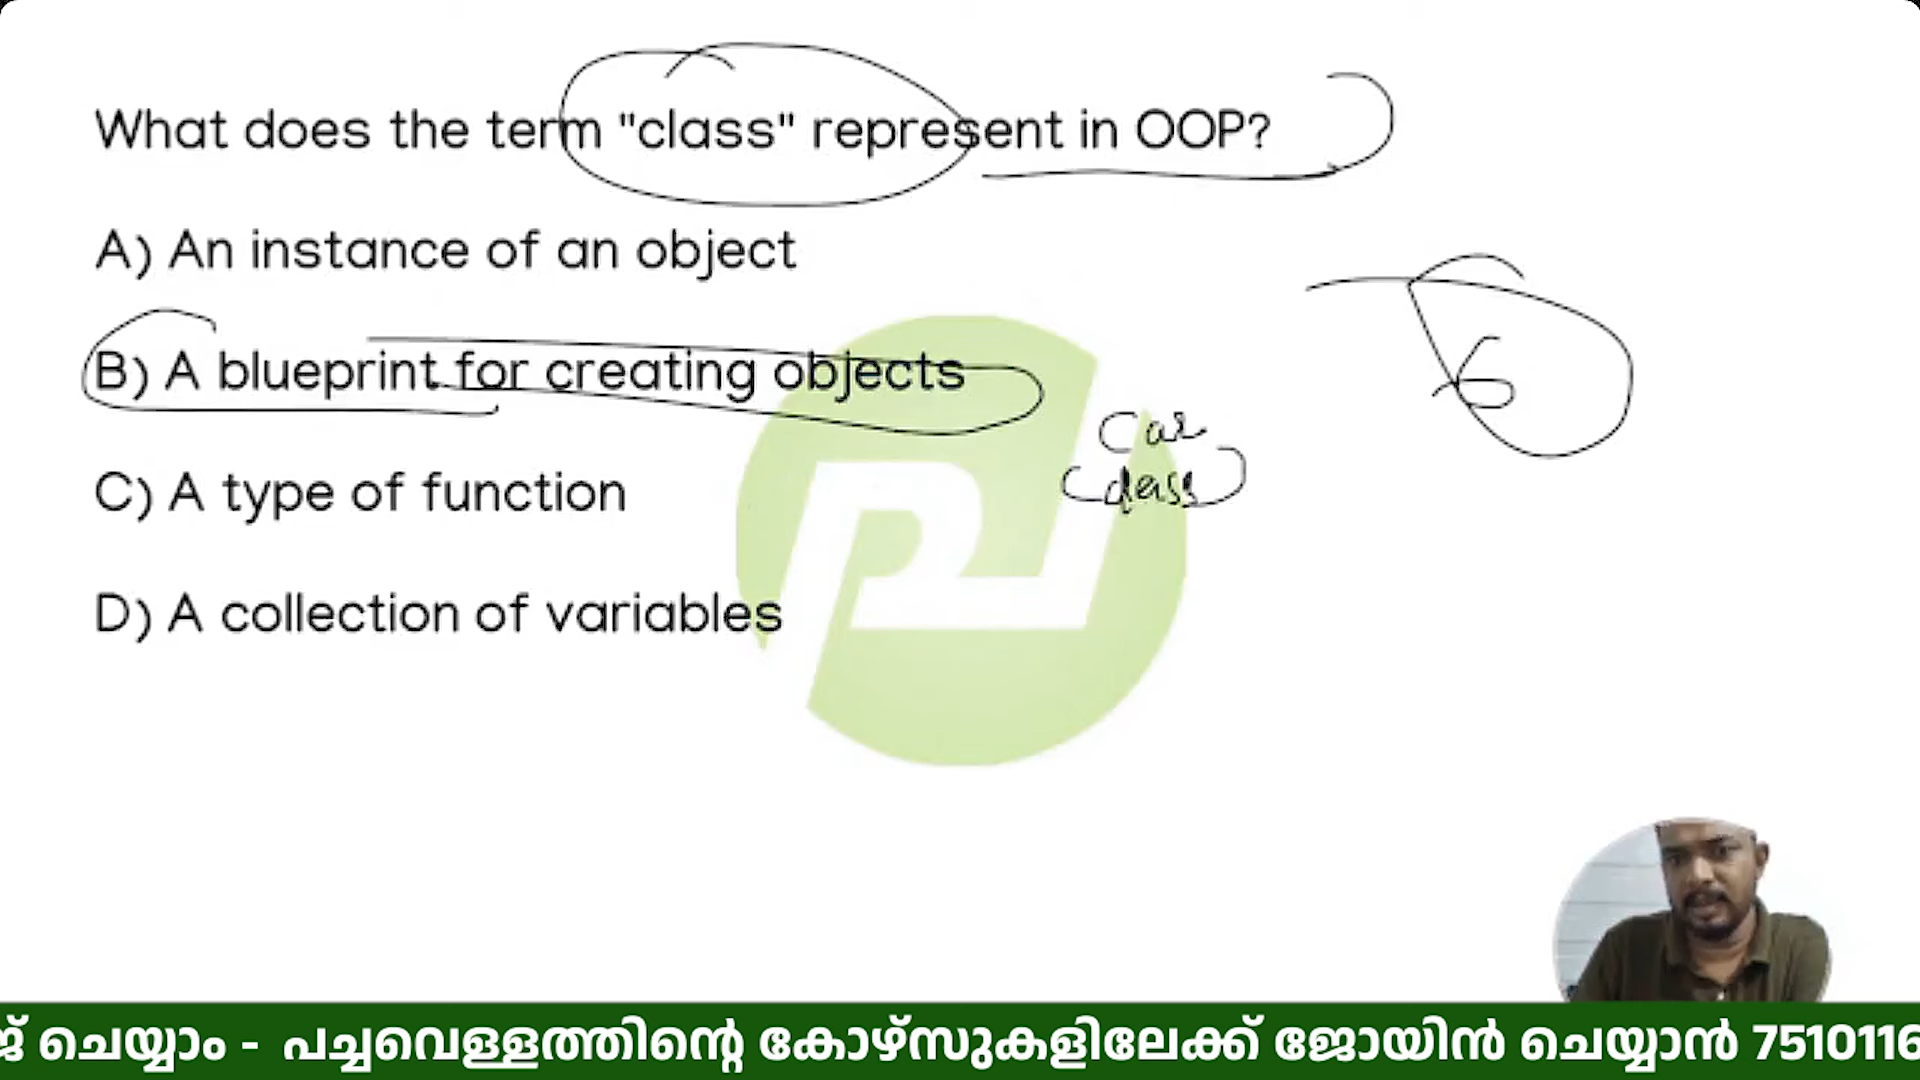 What does the term "class" represent in OOP?
A) An instance of an object
B) A blueprint for creating objects
C) A type of function
D) A collection of variables
Car
class
ജ് ചെയ്യാം - പച്ചവെള്ളത്തിന്റെ കോഴ്സുകളിലേക്ക് ജോയിൻ ചെയ്യാൻ 7510116